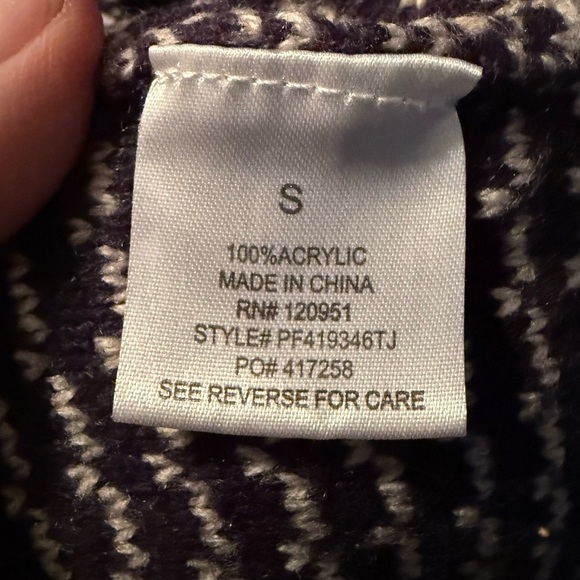 S
100%ACRYLIC
MADE IN CHINA
RN# 120951
STYLE# PF419346TJ
PO# 417258
SEE REVERSE FOR CARE